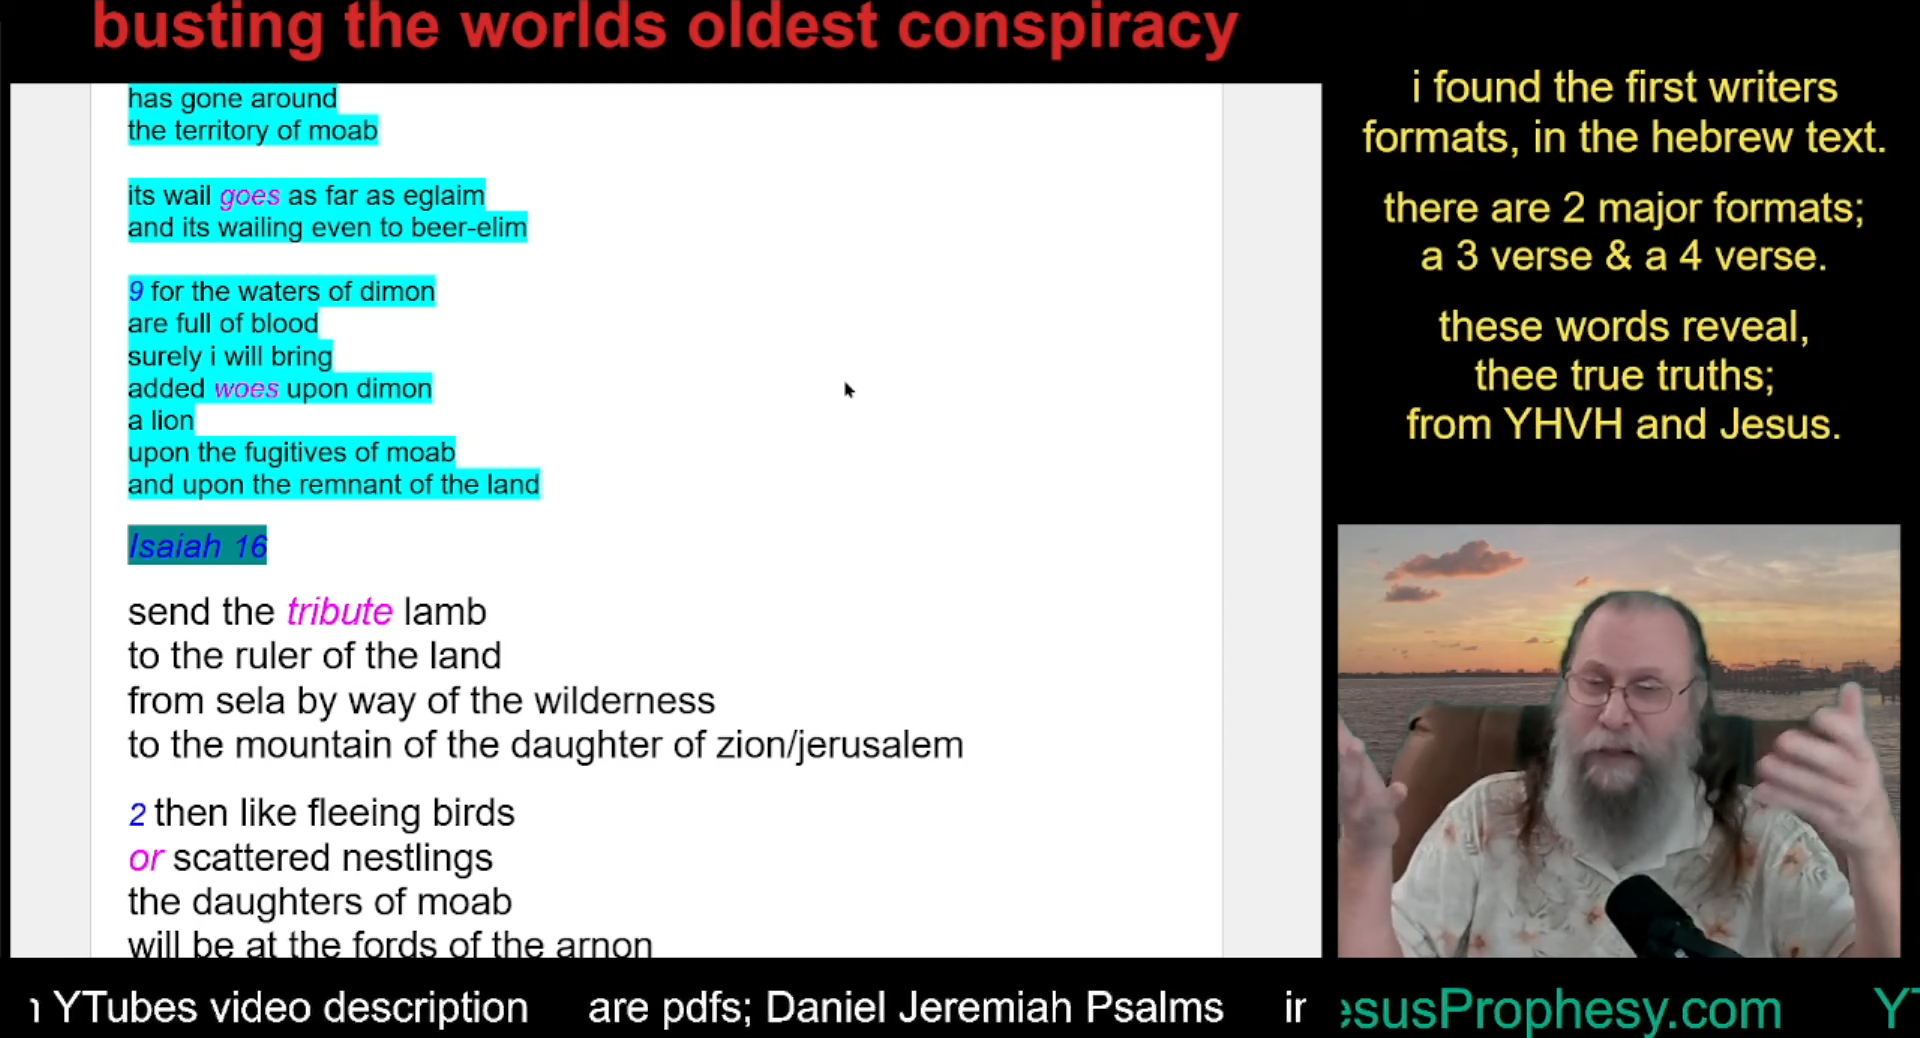 busting the worlds oldest conspiracy
has gone around
the territory of moab
its wail goes as far as eglaim
and its wailing even to beer-elim
9 for the waters of dimon
are full of blood
surely i will bring
added woes upon dimon
a lion
upon the fugitives of moab
and upon the remnant of the land
Isaiah 16
send the tribute lamb
to the ruler of the land
from sela by way of the wilderness
to the mountain of the daughter of zion/jerusalem
2 then like fleeing birds
or scattered nestlings
the daughters of moab
will be at the fords of the arnon
i found the first writers
formats, in the hebrew text.
there are 2 major formats;
a 3 verse & a 4 verse.
these words reveal,
thee true truths;
from YHVH and Jesus.
YTubes video description are pdfs; Daniel Jeremiah Psalms
esusProphesy.com